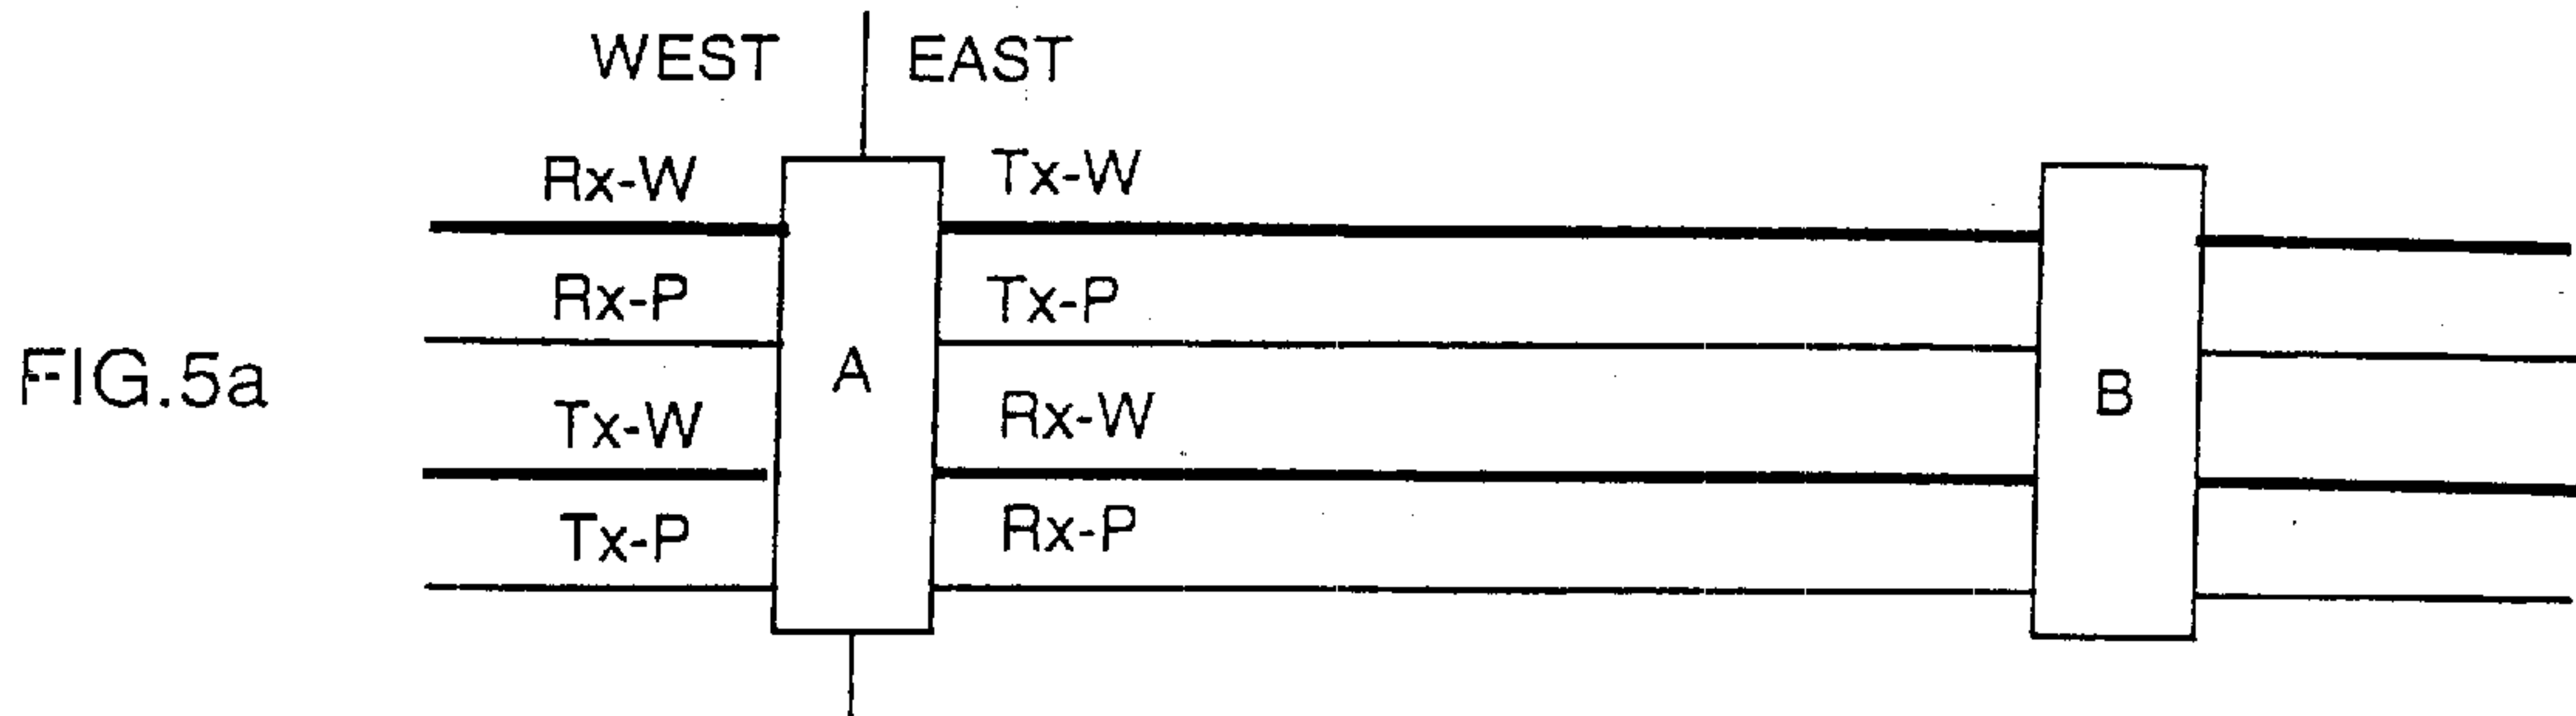 WEST EAST
Rx-W Tx-W
Rx-P Tx-P
FIG.5a
A
B
Tx-W Rx-W
Tx-P Rx-P